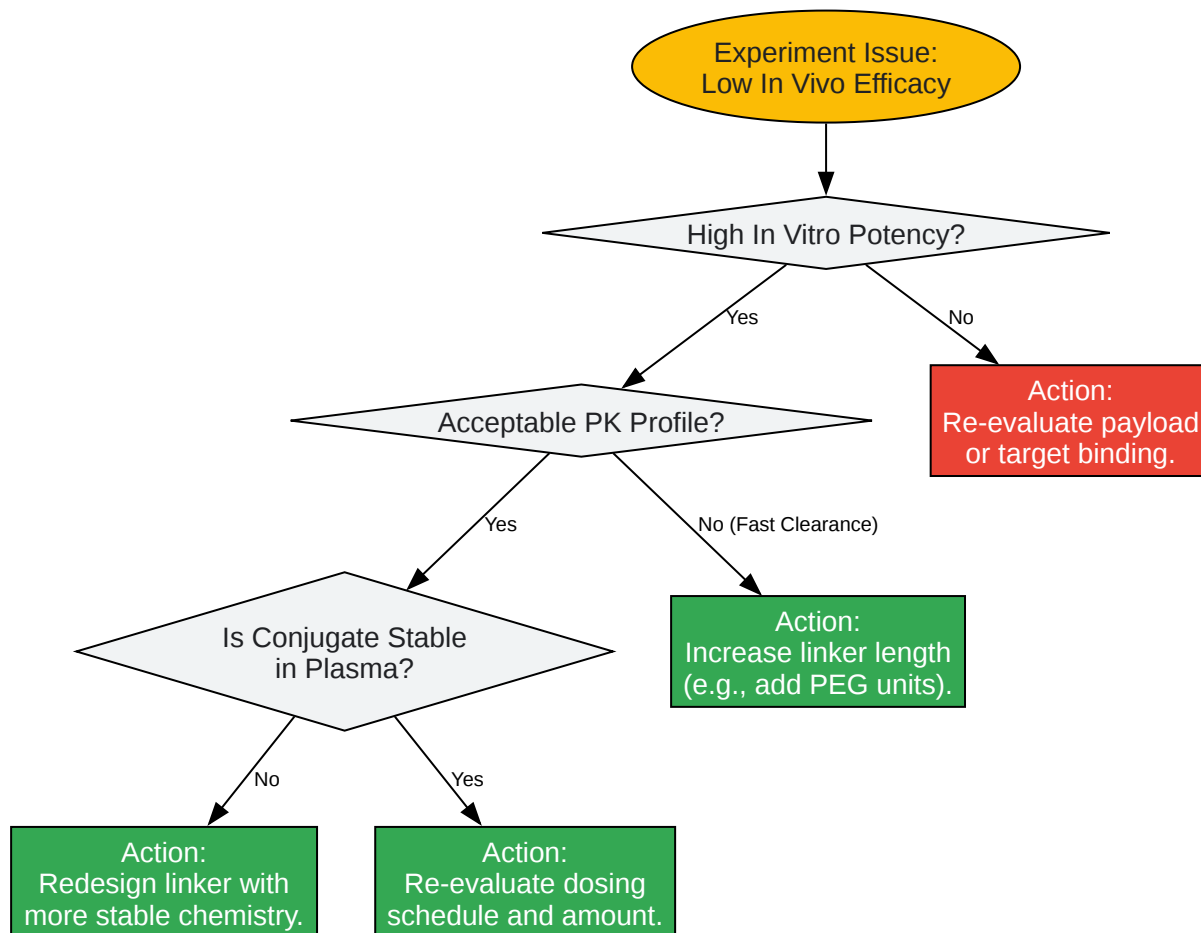 Experiment Issue:
Low In Vivo Efficacy
High In Vitro Potency?
Yes
No
Action:
Re-evaluate payload
or target binding.
Acceptable PK Profile?
Yes
No (Fast Clearance)
Is Conjugate Stable
in Plasma?
Action:
Increase linker length
(e.g., add PEG units).
No
Yes
Action:
Redesign linker with
more stable chemistry.
Action:
Re-evaluate dosing
schedule and amount.